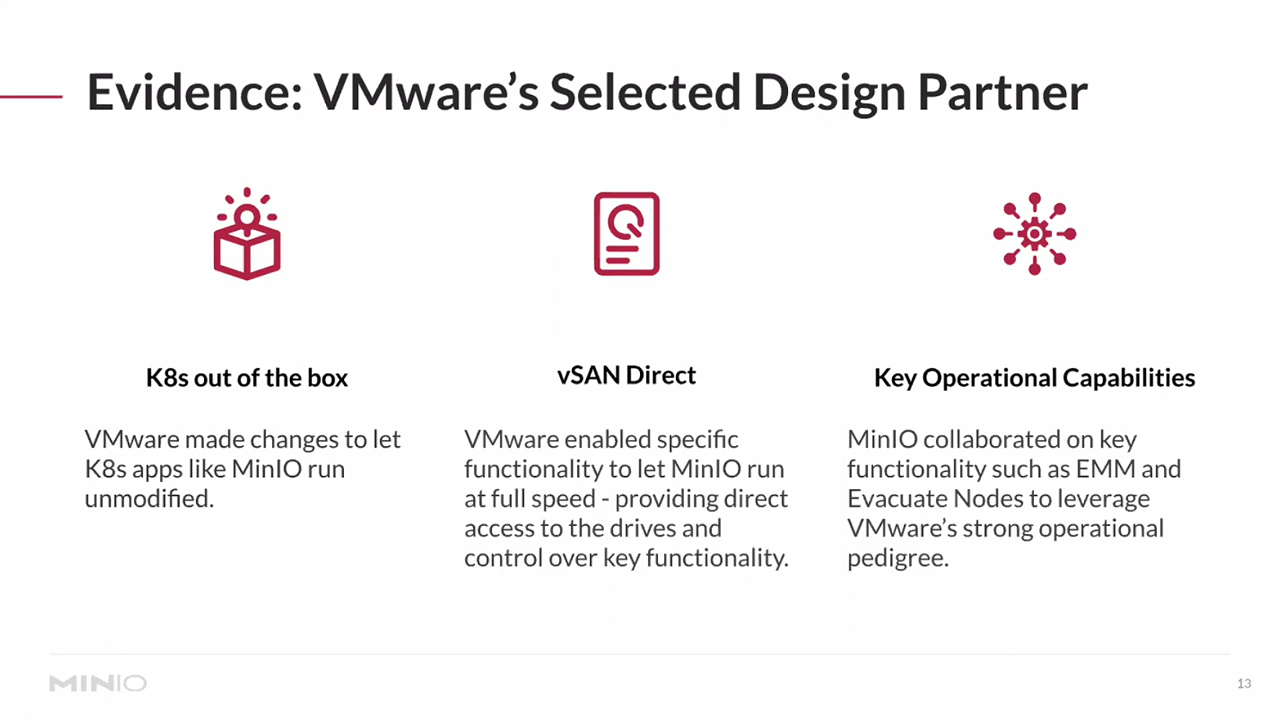 Evidence: VMware’s Selected Design Partner
K8s out of the box
VMware made changes to let
K8s apps like MinIO run
unmodified.
vSAN Direct
VMware enabled specific
functionality to let MinIO run
at full speed - providing direct
access to the drives and
control over key functionality.
Key Operational Capabilities
MinIO collaborated on key
functionality such as EMM and
Evacuate Nodes to leverage
VMware’s strong operational
pedigree.
MINIO
13